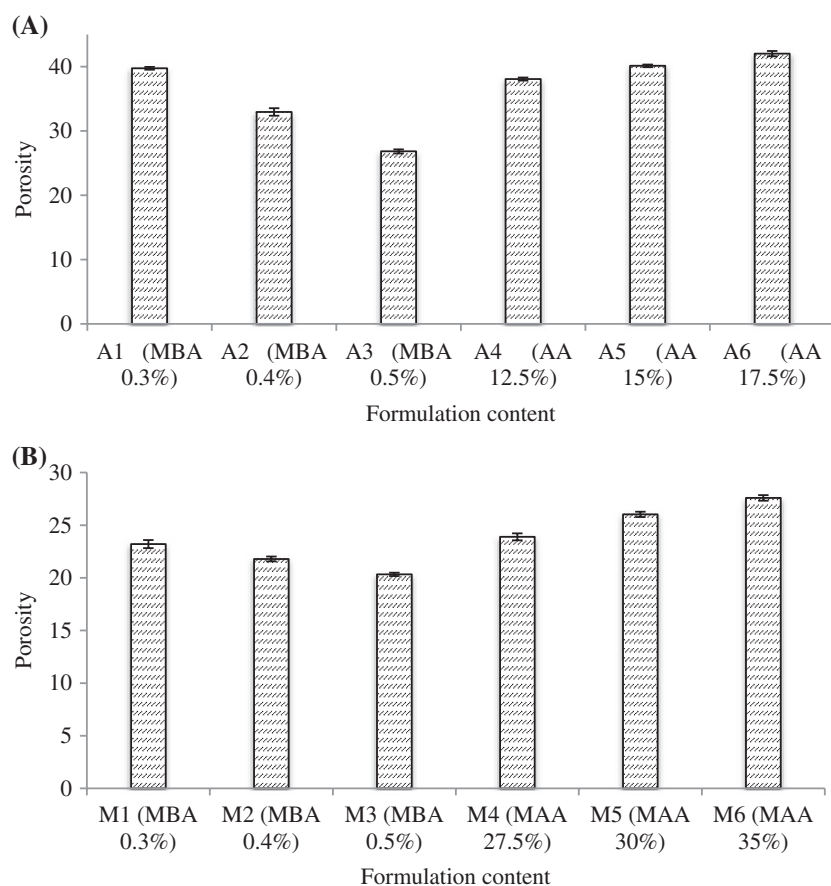 (A)
40
30
20
10
0
Porosity
A1 (MBA 0.3%)
A2 (MBA 0.4%)
A3 (MBA 0.5%)
A4 (AA 12.5%)
A5 (AA 15%)
A6 (AA 17.5%)
Formulation content
(B)
30
25
20
15
10
5
0
Porosity
M1 (MBA 0.3%)
M2 (MBA 0.4%)
M3 (MBA 0.5%)
M4 (MAA 27.5%)
M5 (MAA 30%)
M6 (MAA 35%)
Formulation content